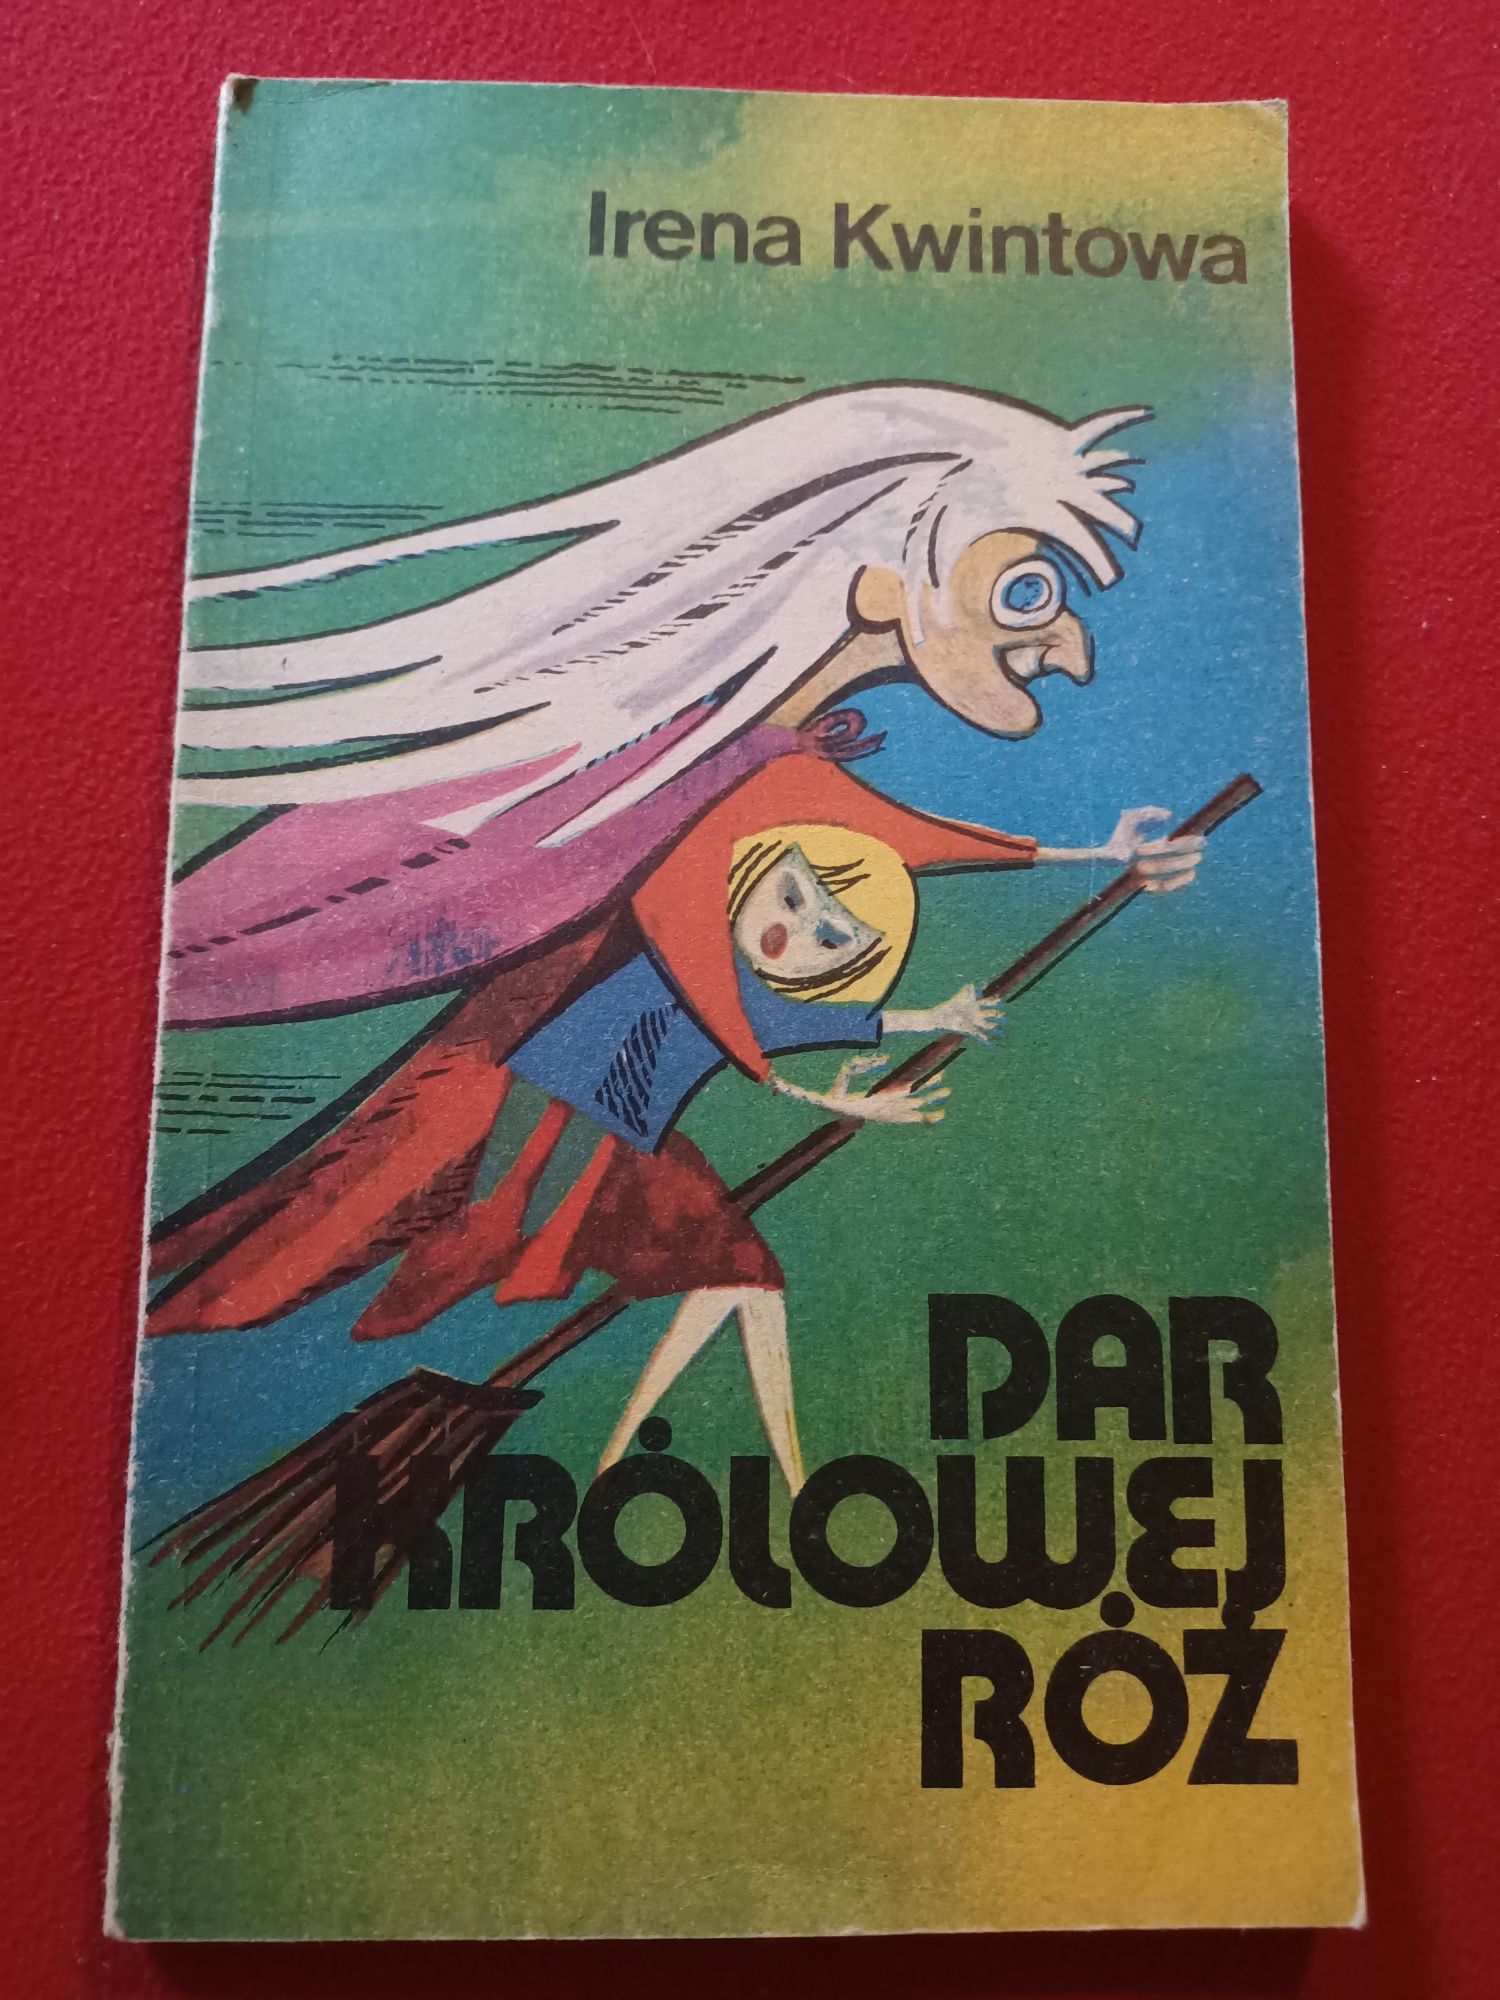 Irena Kwintowa
DAR
KRÓLOWEJ
RÓŻ